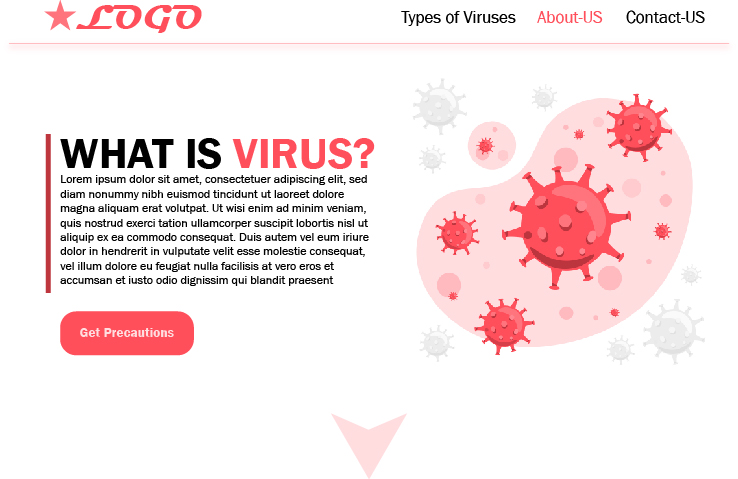 LOGO
Types of Viruses About-US Contact-US
WHAT IS VIRUS?
Lorem ipsum dolor sit amet, consectetuer adipiscing elit, sed
diam nonummy nibh euismod tincidunt ut laoreet dolore
magna aliquam erat volutpat. Ut wisi enim ad minim veniam,
quis nostrud exerci tation ullamcorper suscipit lobortis nisl ut
aliquip ex ea commodo consequat. Duis autem vel eum iriure
dolor in hendrerit in vulputate velit esse molestie consequat,
vel illum dolore eu feugiat nulla facilisis at vero eros et
accumsan et iusto odio dignissim qui blandit praesent
Get Precautions